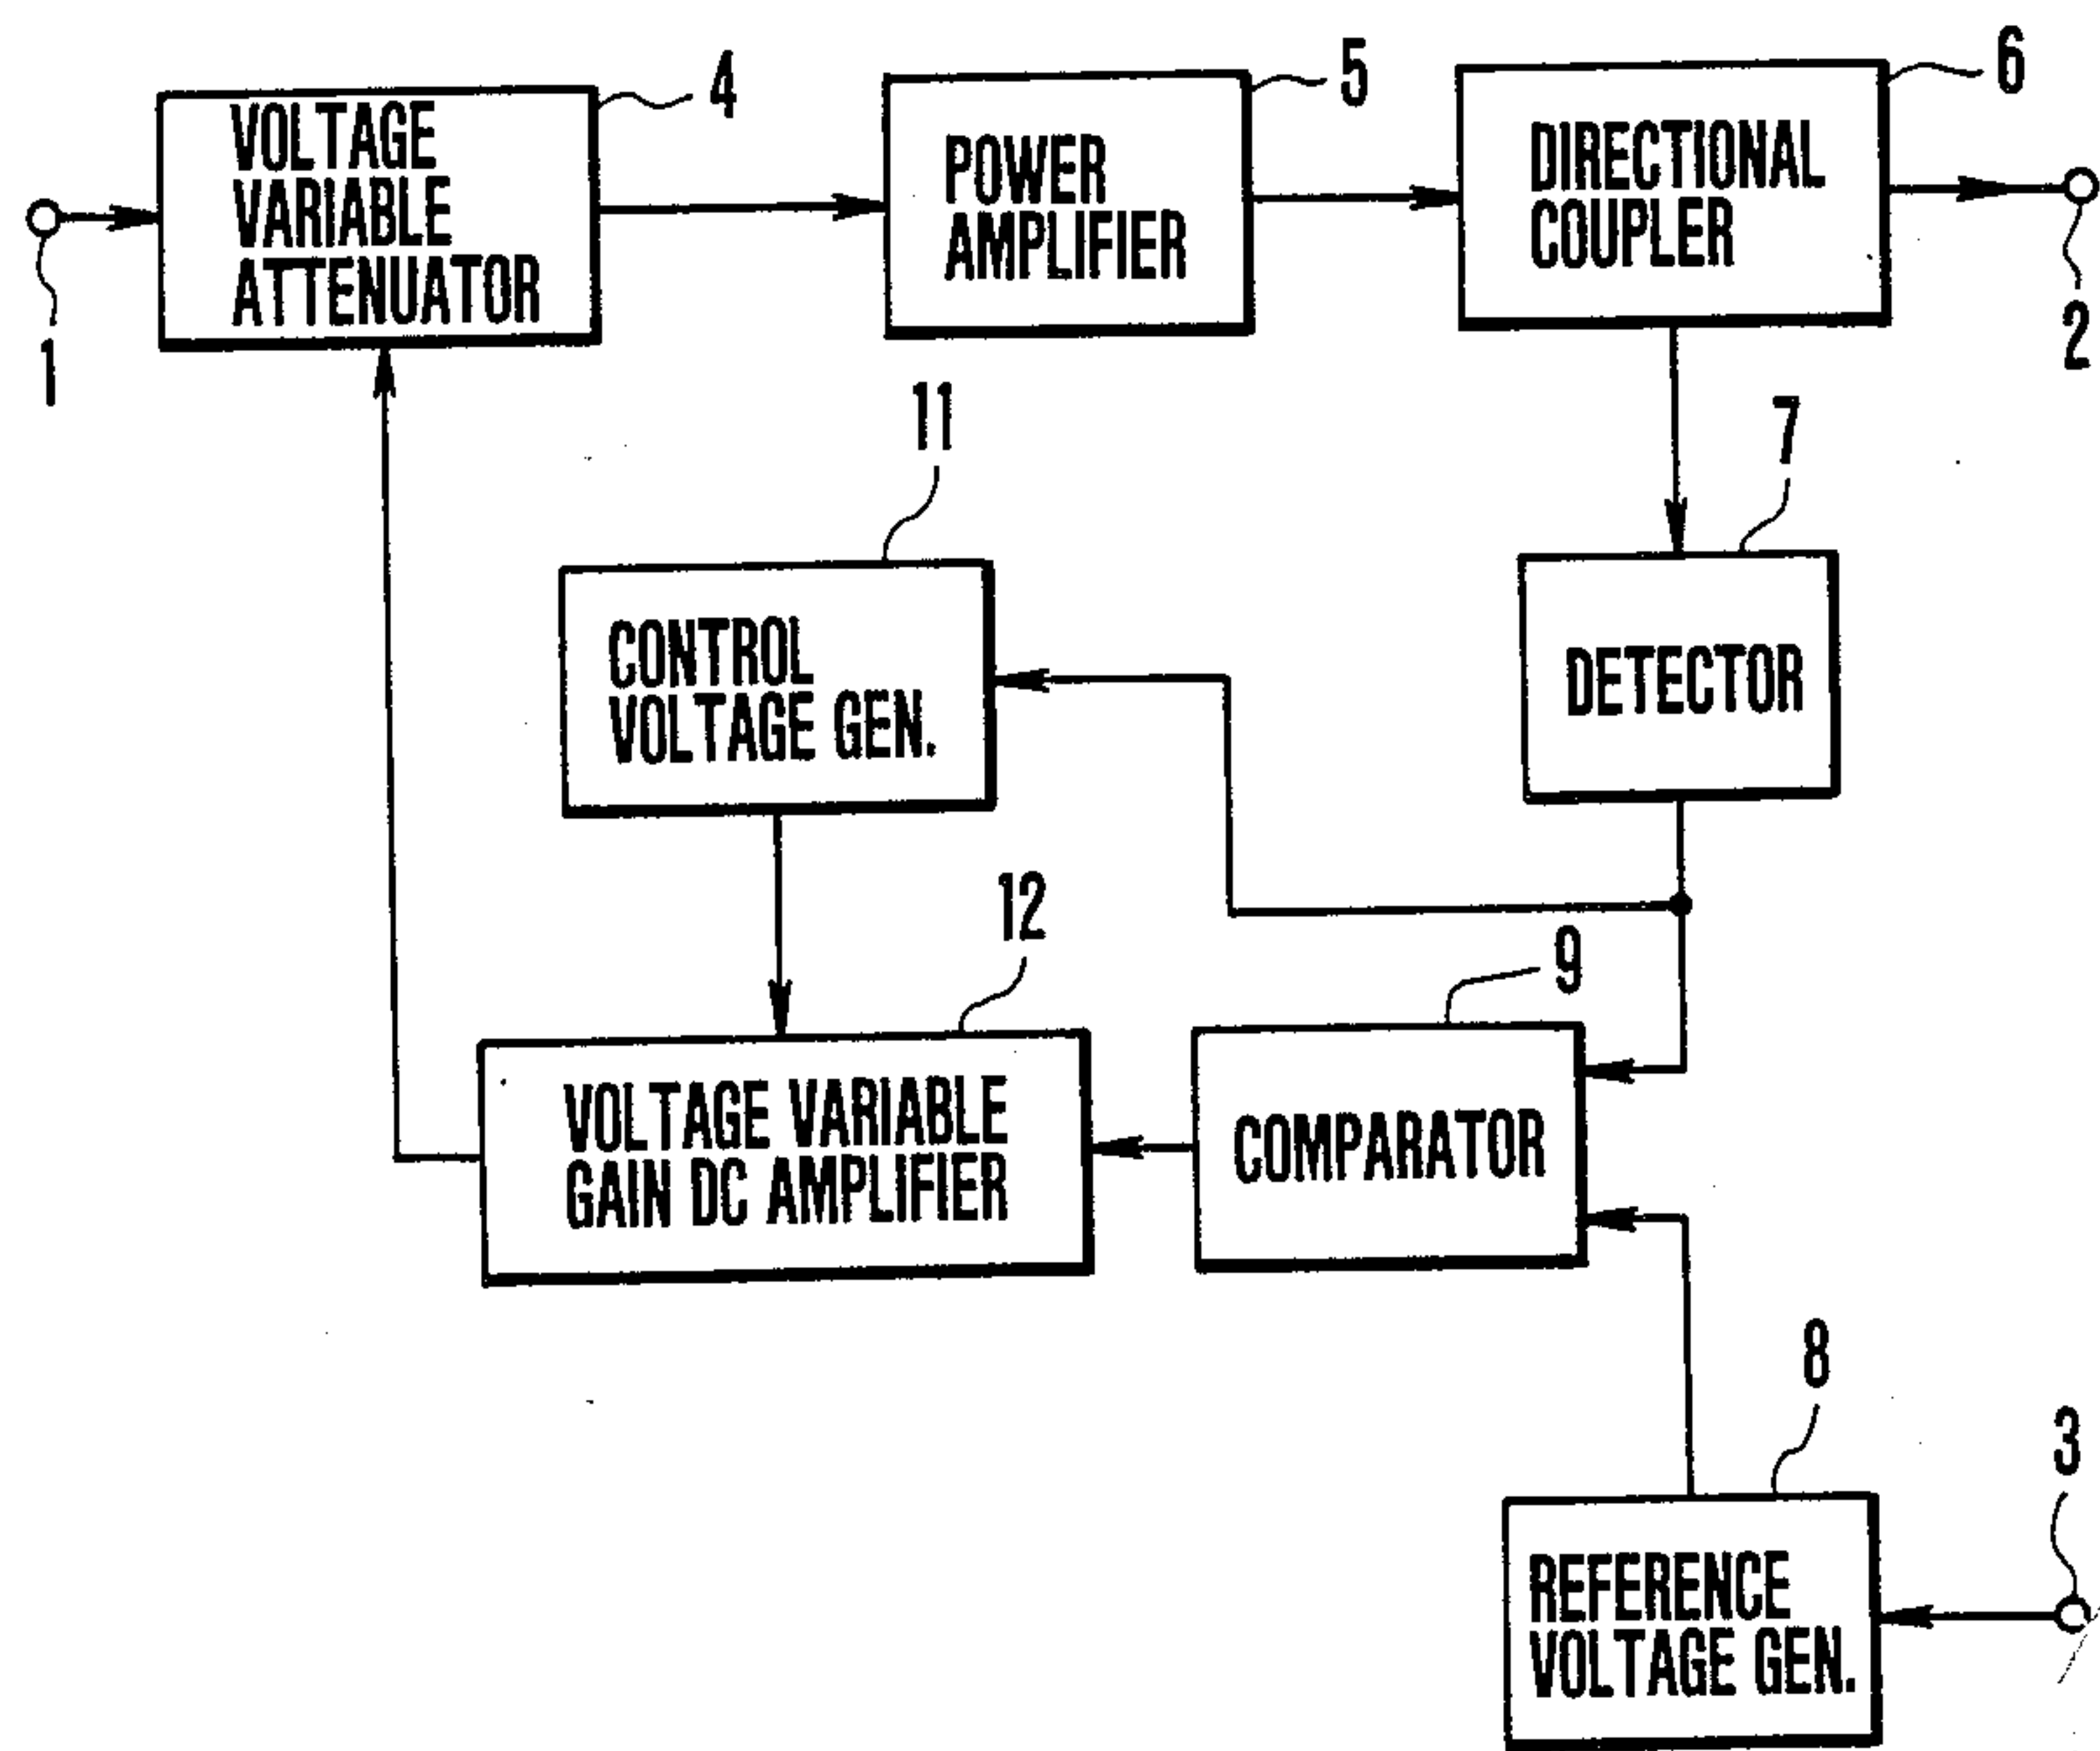 4
VOLTAGE
VARIABLE
ATTENUATOR
5
POWER
AMPLIFIER
6
DIRECTIONAL
COUPLER
1
2
11
CONTROL
VOLTAGE GEN.
7
DETECTOR
12
VOLTAGE VARIABLE
GAIN DC AMPLIFIER
9
COMPARATOR
8
REFERENCE
VOLTAGE GEN.
3